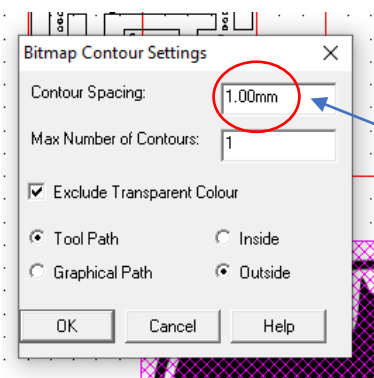 Bitmap Contour Settings
Contour Spacing: 1.00mm
Max Number of Contours: 1
Exclude Transparent Colour
Tool Path Inside
Graphical Path Outside
OK Cancel Help